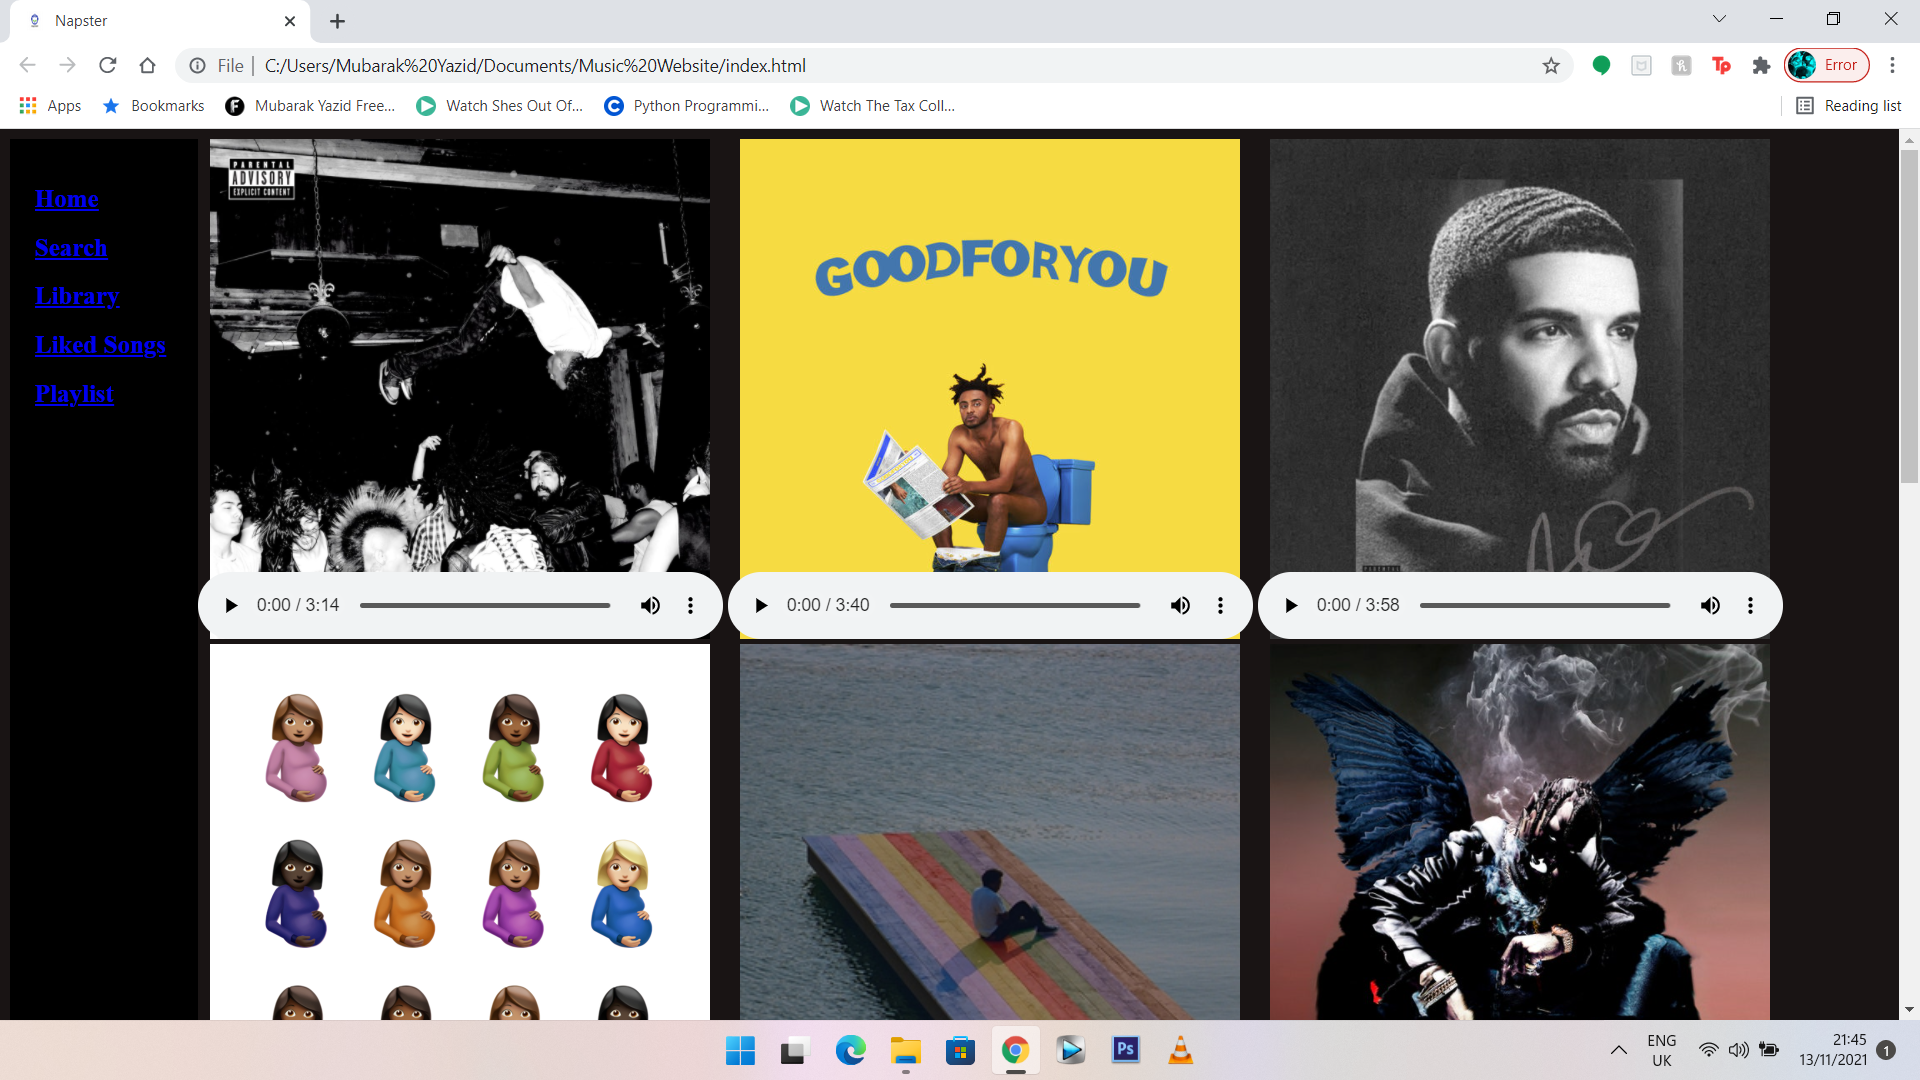 Napster
File | C:/Users/Mubarak%20Yazid/Documents/Music%20Website/index.html
Tp
Error
Apps
Bookmarks
F
Mubarak Yazid Free...
Watch Shes Out Of...
C
Python Programmi...
Watch The Tax Coll...
Reading list
Home
Search
Library
Liked Songs
Playlist
PARENTAL
ADVISORY
EXPLICIT CONTENT
GOODFORYOU
0:00 / 3:14
0:00 / 3:40
0:00 / 3:58
Ps
ENG
UK
21:45
13/11/2021
1